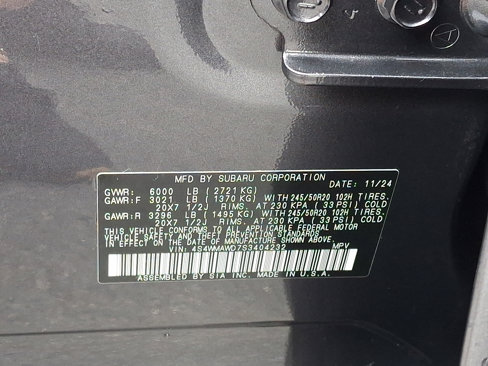 MFD BY SUBARU CORPORATION DATE: 11/24
GVWR: 6000 LB ( 2721 KG)
GAWR:F 3021 LB ( 1370 KG) WITH 245/50R20 102H TIRES,
20X7 1/2J RIMS, AT 230 KPA ( 33 PSI) COLD
GAWR:R 3296 LB ( 1495 KG) WITH 245/50R20 102H TIRES,
20X7 1/2J RIMS, AT 230 KPA ( 33 PSI) COLD
THIS VEHICLE CONFORMS TO ALL APPLICABLE FEDERAL MOTOR
VEHICLE SAFETY AND THEFT PREVENTION STANDARDS IN EFFECT
ON THE DATE OF MANUFACTURE SHOWN ABOVE.
VIN: 4S4WMAWD7S3404232 MPV
ASSEMBLED BY SIA INC. MADE IN U.S.A.